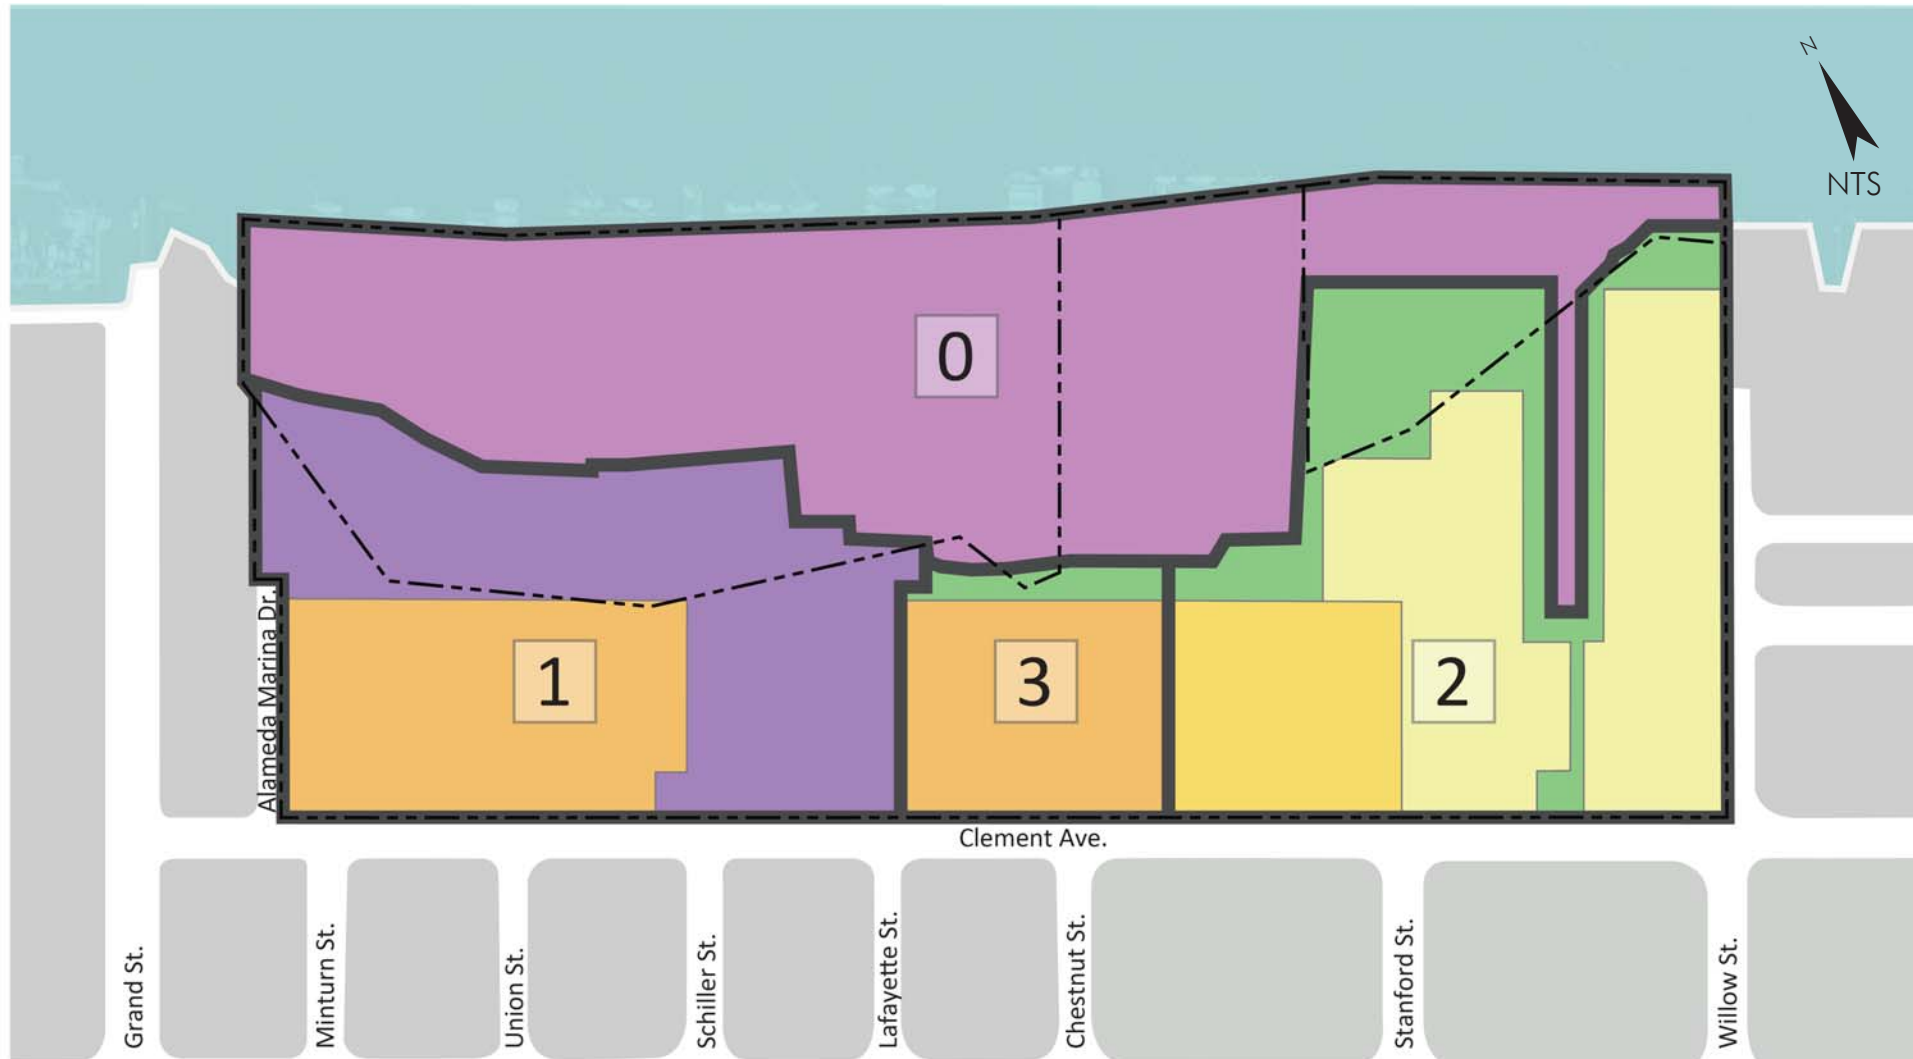 N
NTS
0
1
3
2
Alameda Marina Dr.
Clement Ave.
Grand St.
Minturn St.
Union St.
Schiller St.
Lafayette St.
Chestnut St.
Stanford St.
Willow St.